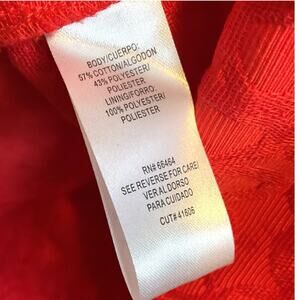 BODY/CUERPO:
57% COTTON/ALGODON
43% POLYESTER/
POLIESTER
LINING/FORRO:
100% POLYESTER/
POLIESTER
RN# 66464
SEE REVERSE FOR CARE/
VER AL DORSO
PARA CUIDADO
CUT# 41606